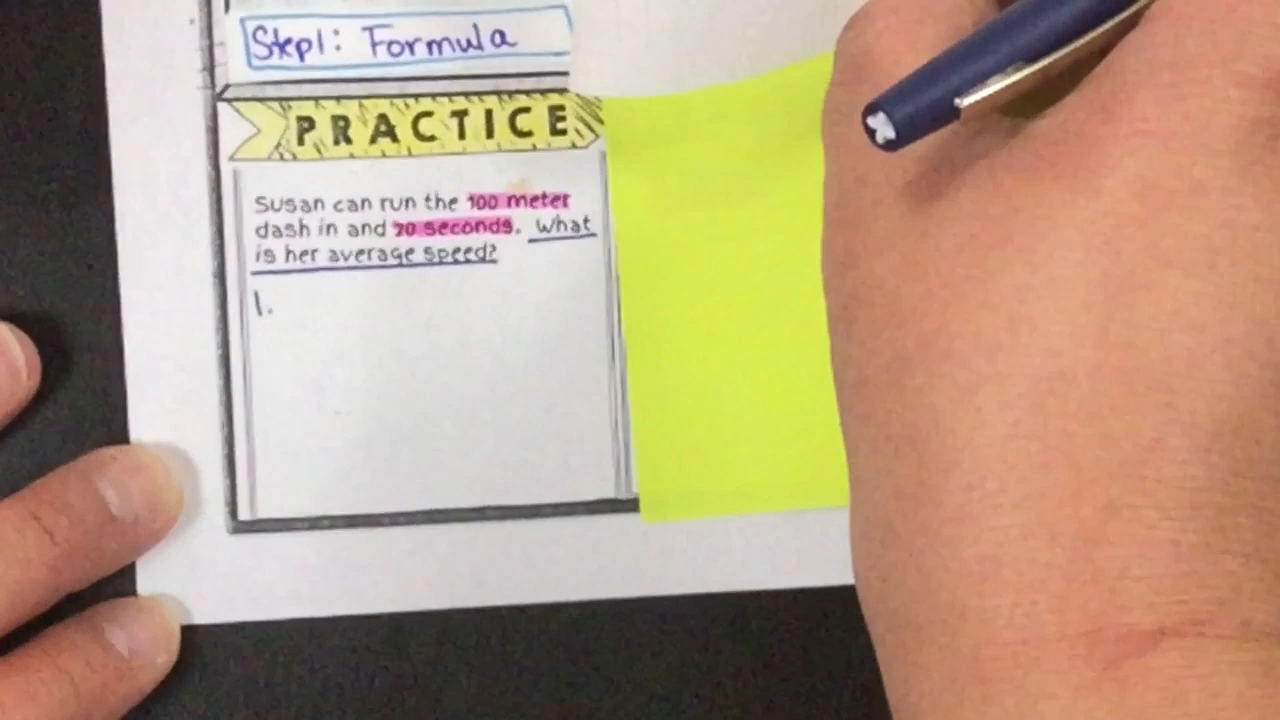 Step1: Formula
PRACTICE
Susan can run the 100 meter
dash in and 20 seconds. What
is her average speed?
1.